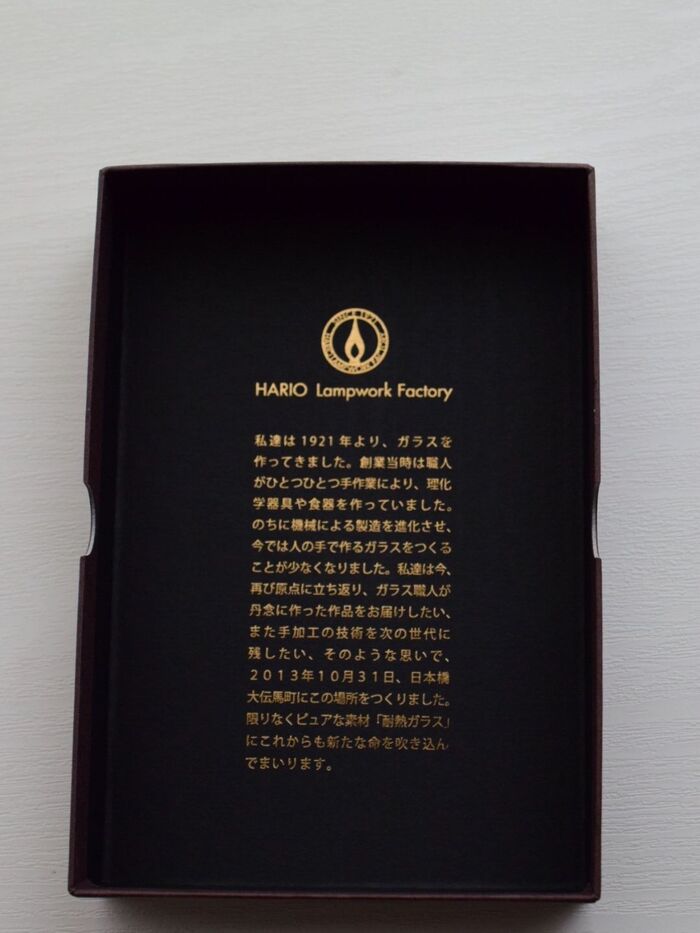 SINCE 1921
HARIO LAMPWORK FACTORY
HARIO Lampwork Factory
私達は1921年より、ガラスを
作ってきました。創業当時は職人
がひとつひとつ手作業により、理化
学器具や食器を作っていました。
のちに機械による製造を進化させ、
今では人の手で作るガラスをつくる
ことが少なくなりました。私達は今、
再び原点に立ち返り、ガラス職人が
丹念に作った作品をお届けしたい、
また手加工の技術を次の世代に
残したい、そのような思いで、
2013年10月31日、日本橋
大伝馬町にこの場所をつくりました。
限りなくピュアな素材「耐熱ガラス」
にこれからも新たな命を吹き込ん
でまいります。